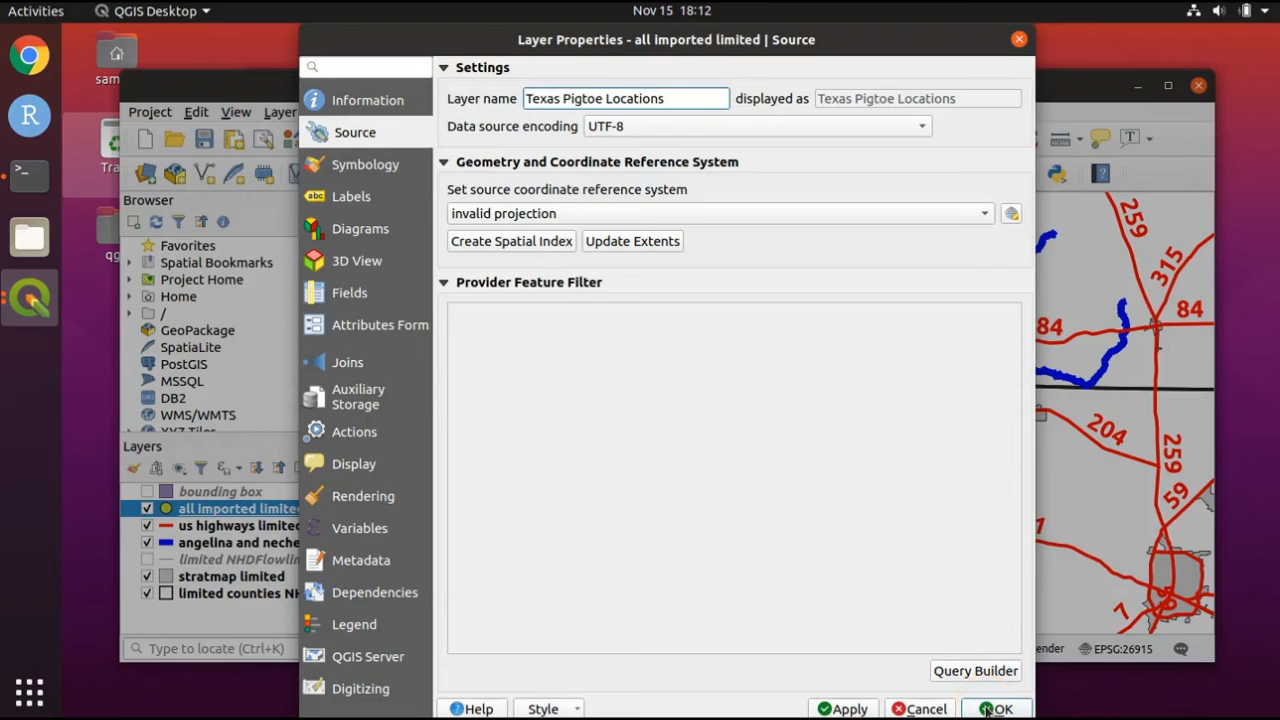 Activities
QGIS Desktop
Nov 15 18:12
Layer Properties - all imported limited | Source
Project Edit View Layer
Browser
Favorites
Spatial Bookmarks
Project Home
Home
/
GeoPackage
SpatiaLite
PostGIS
MSSQL
DB2
WMS/WMTS
XYZ Tiles
Layers
bounding box
all imported limite
us highways limited
angelina and neche
limited NHDFlowlin
stratmap limited
limited counties N
Type to locate (Ctrl+K)
Information
Source
Symbology
abc Labels
Diagrams
3D View
Fields
Attributes Form
Joins
Auxiliary
Storage
Actions
Display
Rendering
Variables
Metadata
Dependencies
Legend
QGIS Server
Digitizing
Settings
Layer name Texas Pigtoe Locations displayed as Texas Pigtoe Locations
Data source encoding UTF-8
Geometry and Coordinate Reference System
Set source coordinate reference system
invalid projection
Create Spatial Index Update Extents
Provider Feature Filter
Query Builder
Help Style Apply Cancel OK
259
315
84
84
204
259
59
7
EPSG:26915